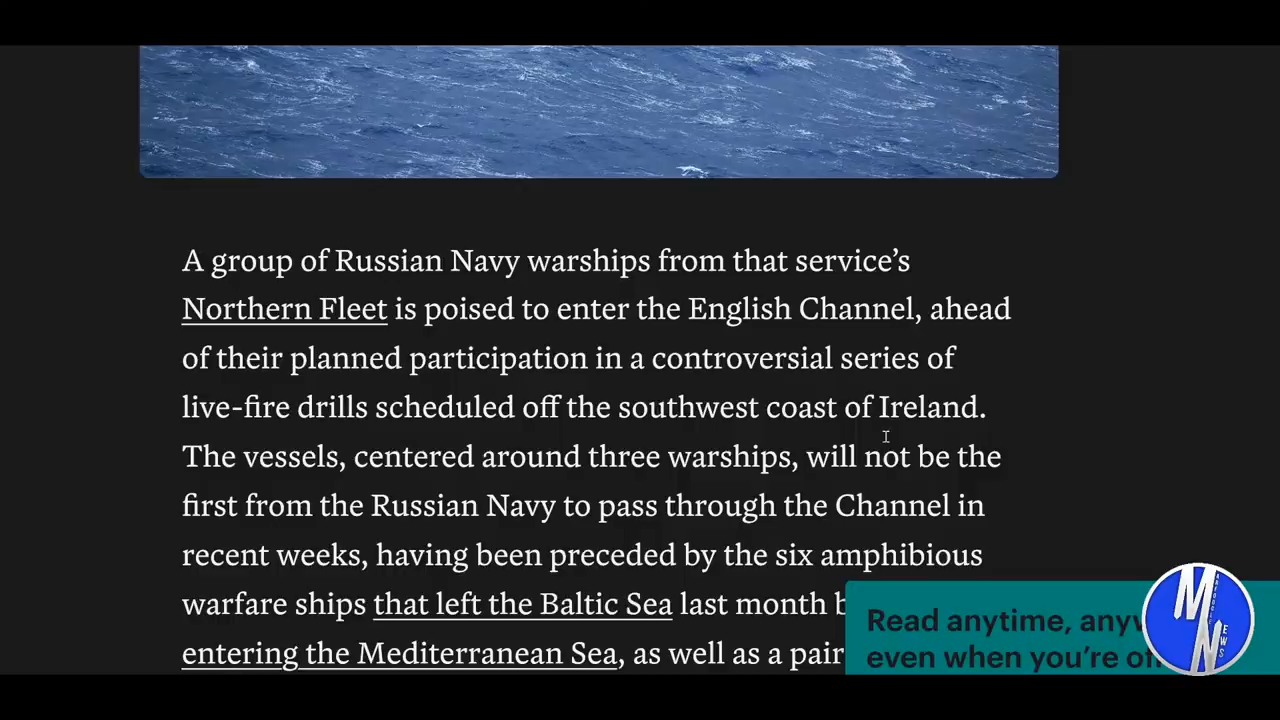 A group of Russian Navy warships from that service’s
Northern Fleet is poised to enter the English Channel, ahead
of their planned participation in a controversial series of
live-fire drills scheduled off the southwest coast of Ireland.
The vessels, centered around three warships, will not be the
first from the Russian Navy to pass through the Channel in
recent weeks, having been preceded by the six amphibious
warfare ships that left the Baltic Sea last month
entering the Mediterranean Sea, as well as a pair
Read anytime,
even when you’re